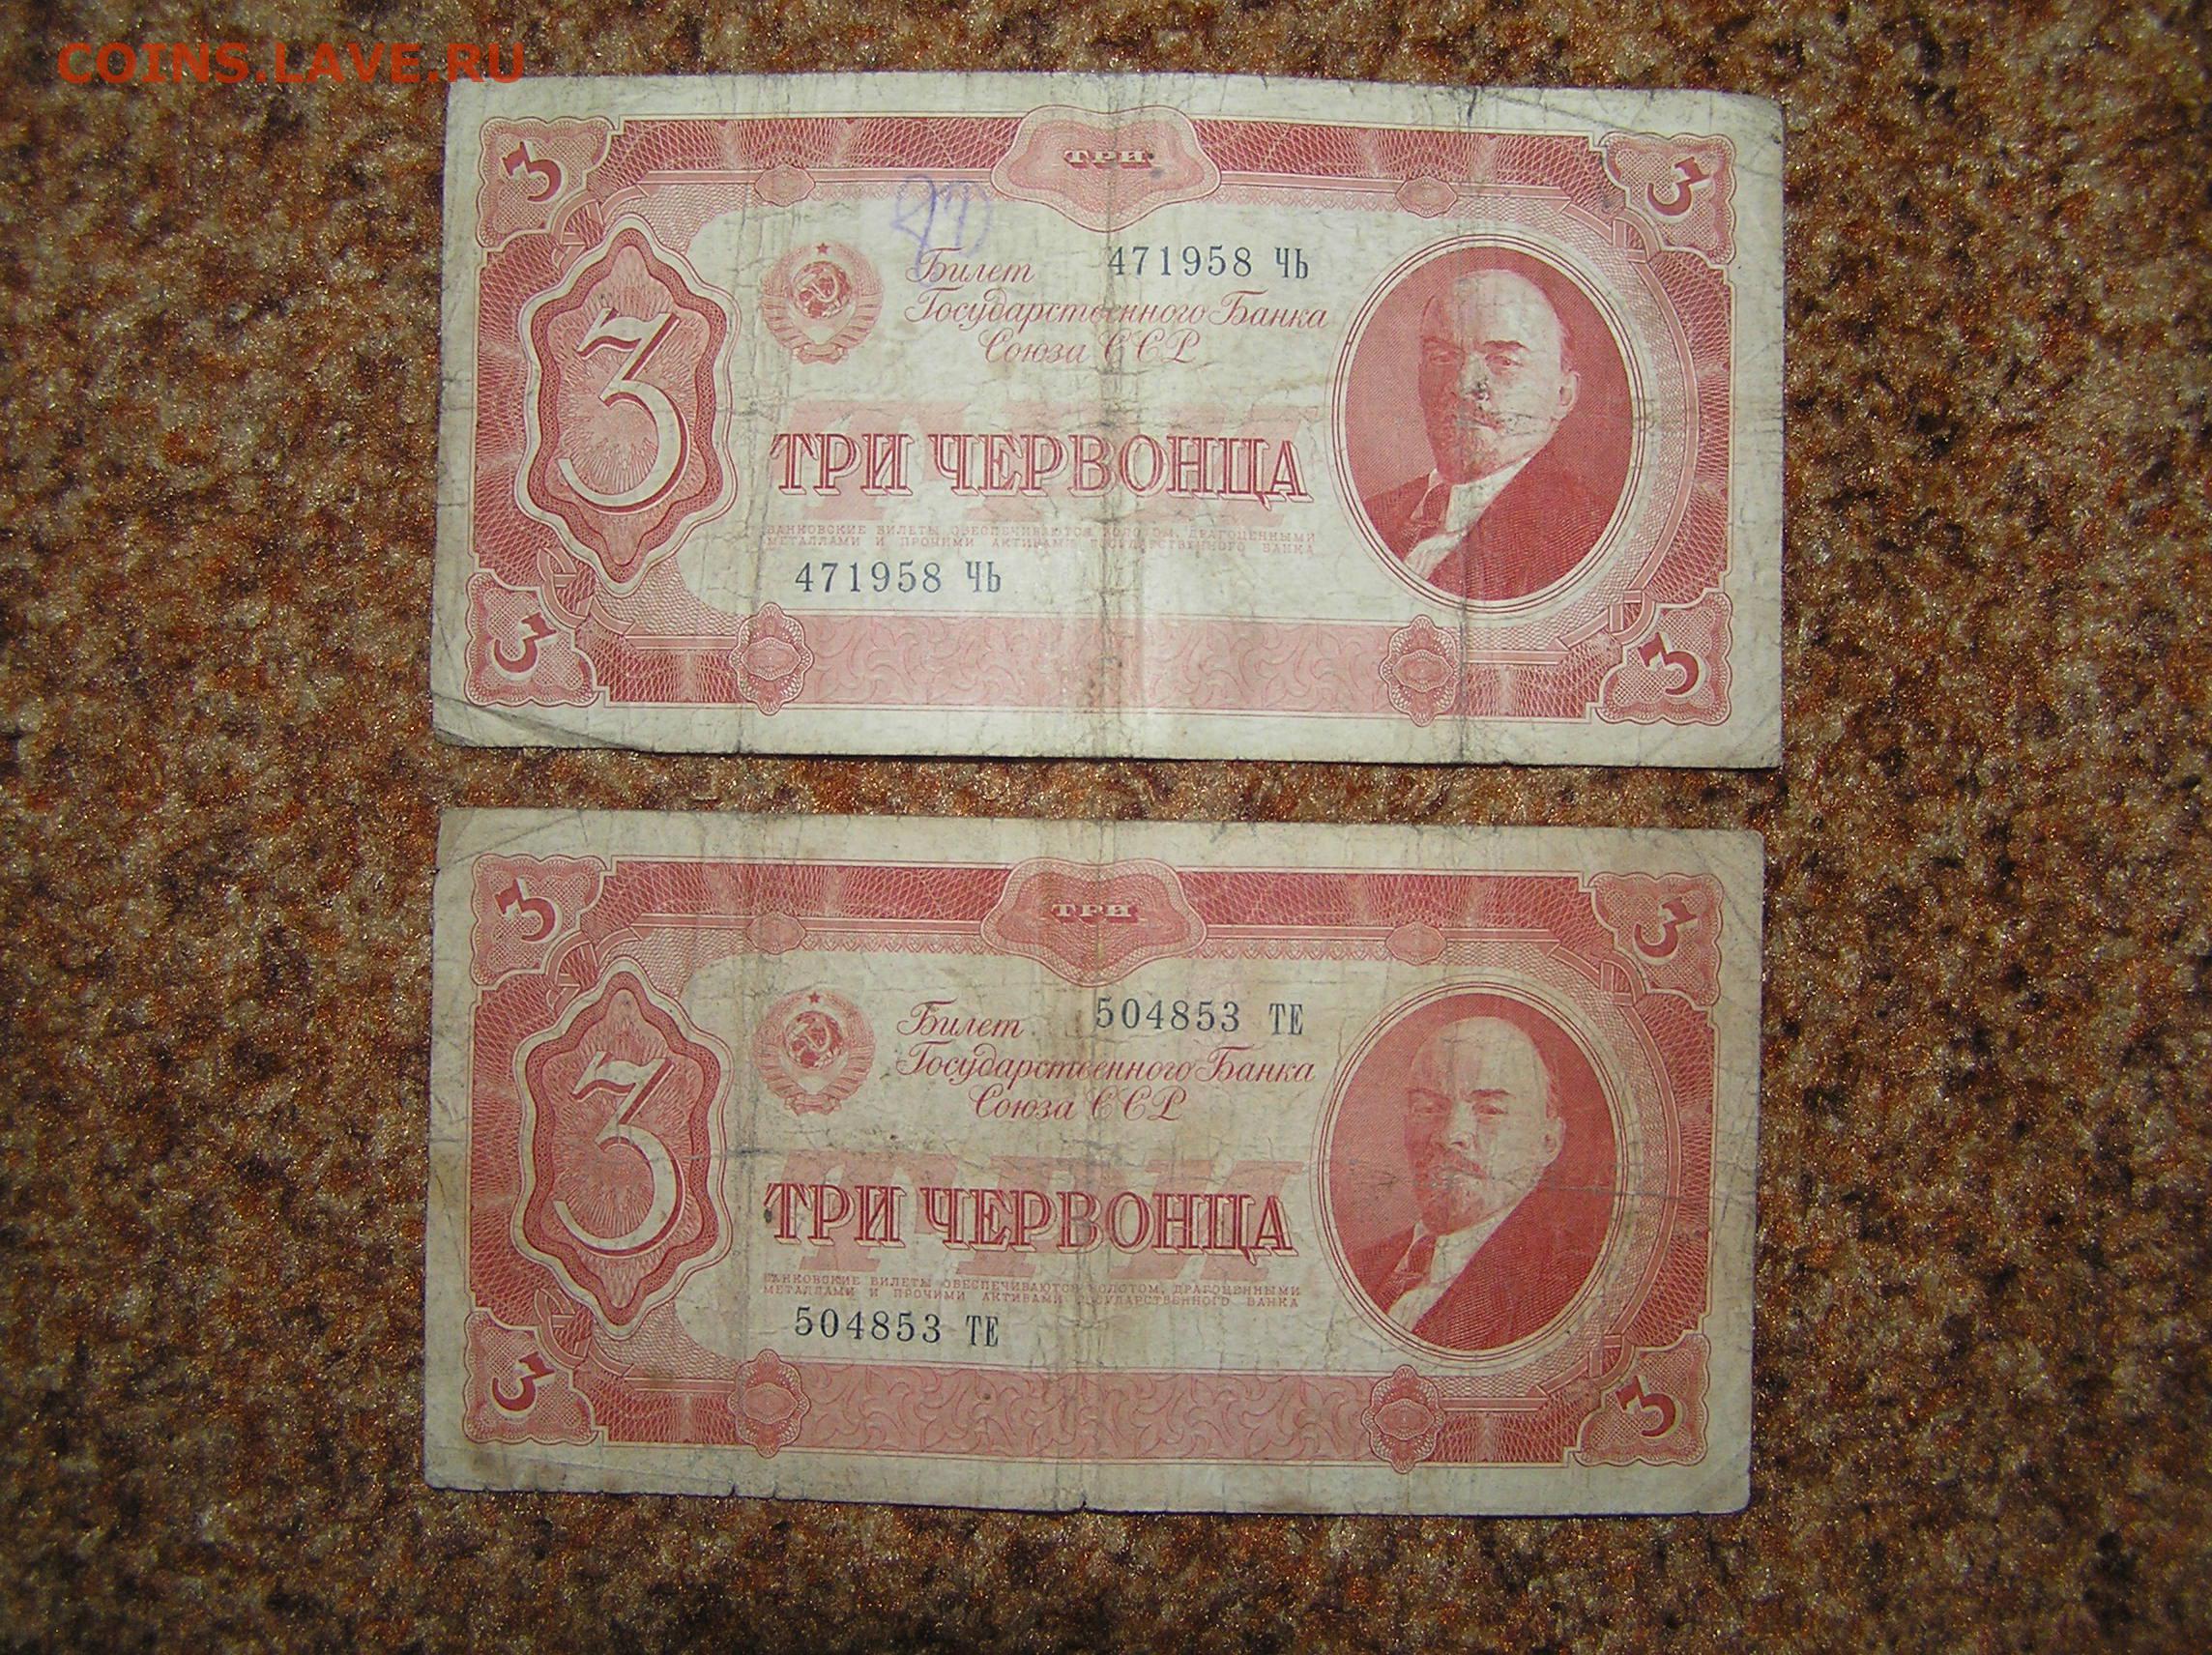 COINS.LAVE.RU
3
ТРИ
3
Билет 471958 ЧЬ
Государственного Банка
Союза ССР
3
ТРИ
ТРИ ЧЕРВОНЦА
БАНКОВСКИЕ БИЛЕТЫ ОБЕСПЕЧИВАЮТСЯ ЗОЛОТОМ, ДРАГОЦЕННЫМИ
МЕТАЛЛАМИ И ПРОЧИМИ АКТИВАМИ ГОСУДАРСТВЕННОГО БАНКА
471958 ЧЬ
3
3
3
ТРИ
3
Билет 504853 ТЕ
Государственного Банка
Союза ССР
3
ТРИ
ТРИ ЧЕРВОНЦА
БАНКОВСКИЕ БИЛЕТЫ ОБЕСПЕЧИВАЮТСЯ ЗОЛОТОМ, ДРАГОЦЕННЫМИ
МЕТАЛЛАМИ И ПРОЧИМИ АКТИВАМИ ГОСУДАРСТВЕННОГО БАНКА
504853 ТЕ
3
3